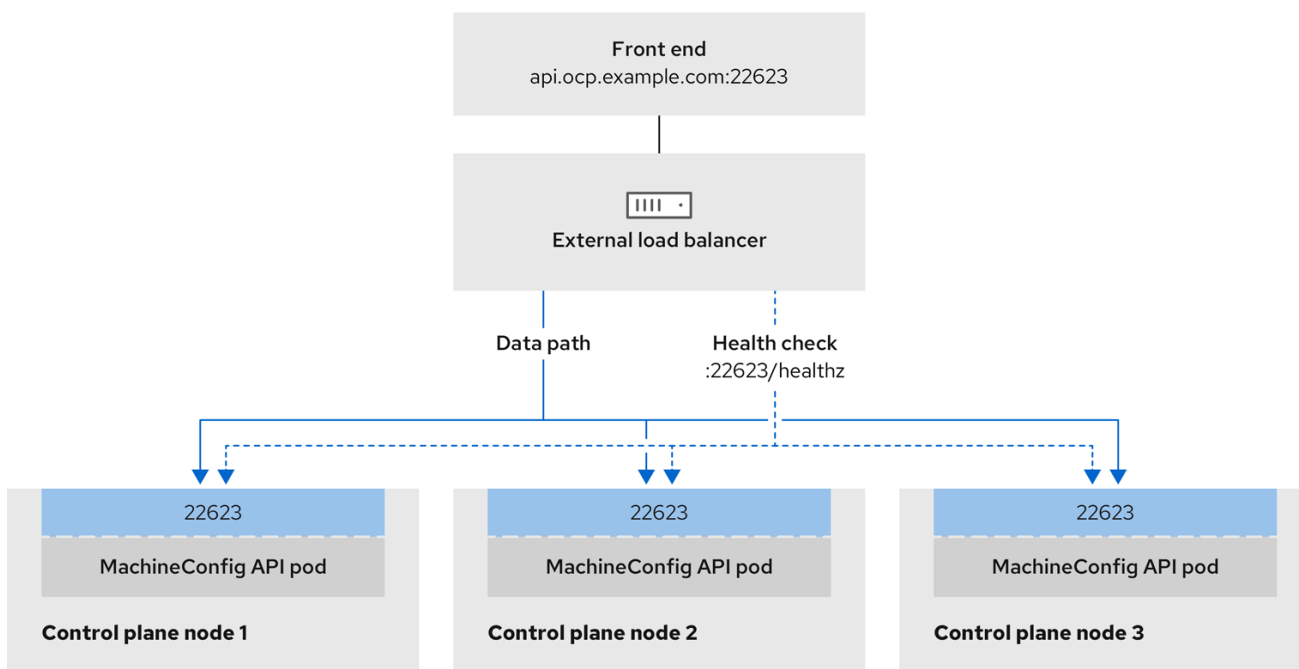 Front end
api.ocp.example.com:22623
External load balancer
Data path
Health check
:22623/healthz
22623
22623
22623
MachineConfig API pod
MachineConfig API pod
MachineConfig API pod
Control plane node 1
Control plane node 2
Control plane node 3